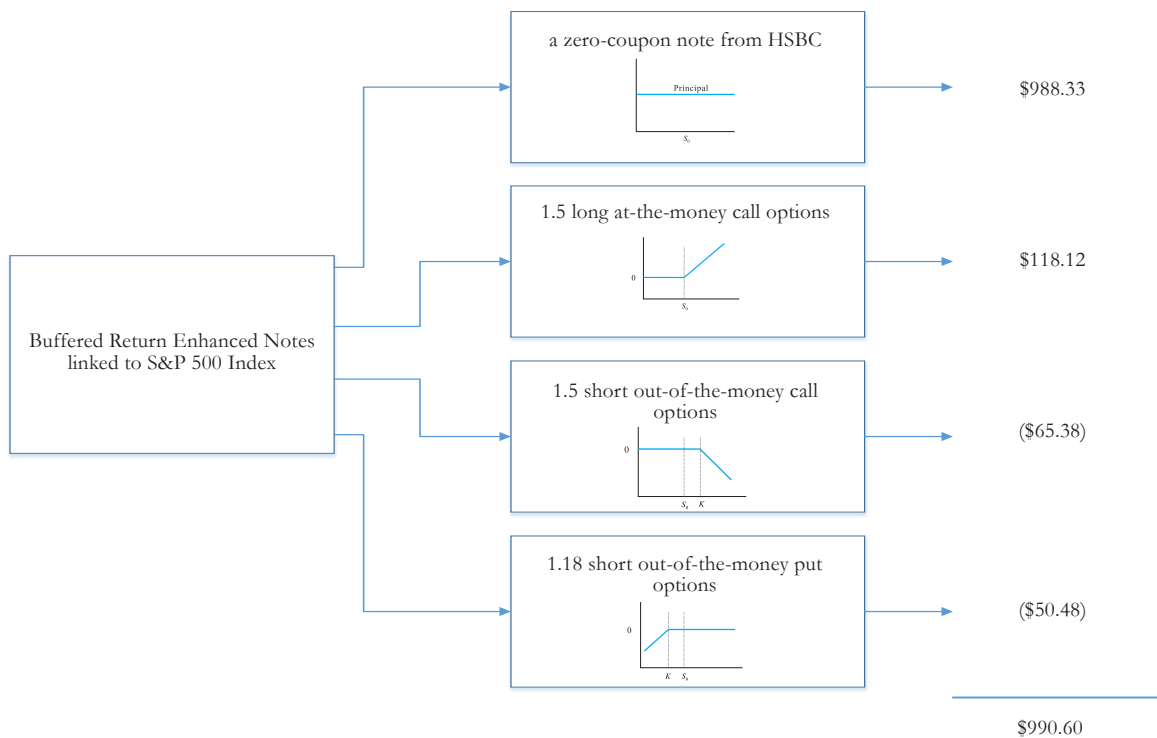 a zero-coupon note from HSBC
Principal
S₀
$988.33
1.5 long at-the-money call options
0
S₀
$118.12
Buffered Return Enhanced Notes
linked to S&P 500 Index
1.5 short out-of-the-money call
options
0
S₀ K
($65.38)
1.18 short out-of-the-money put
options
0
K S₀
($50.48)
$990.60